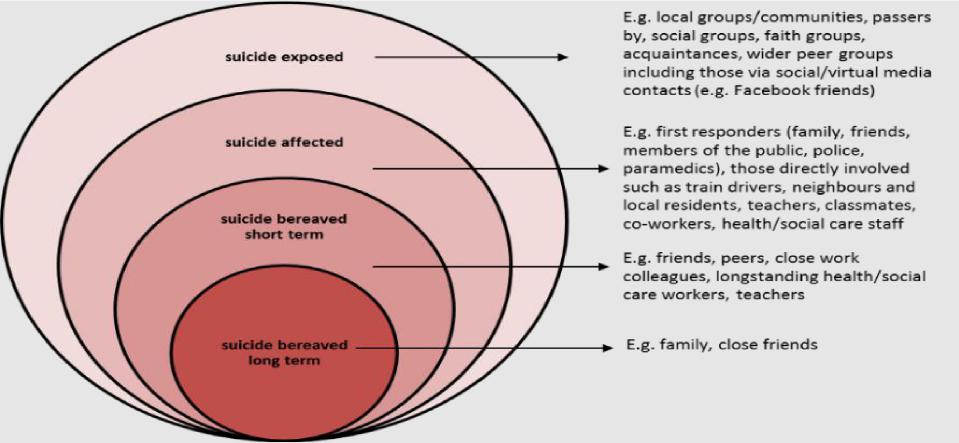 suicide exposed
E.g. local groups/communities, passers
by, social groups, faith groups,
acquaintances, wider peer groups
including those via social/virtual media
contacts (e.g. Facebook friends)
suicide affected
E.g. first responders (family, friends,
members of the public, police,
paramedics), those directly involved
such as train drivers, neighbours and
local residents, teachers, classmates,
co-workers, health/social care staff
suicide bereaved
short term
E.g. friends, peers, close work
colleagues, longstanding health/social
care workers, teachers
suicide bereaved
long term
E.g. family, close friends